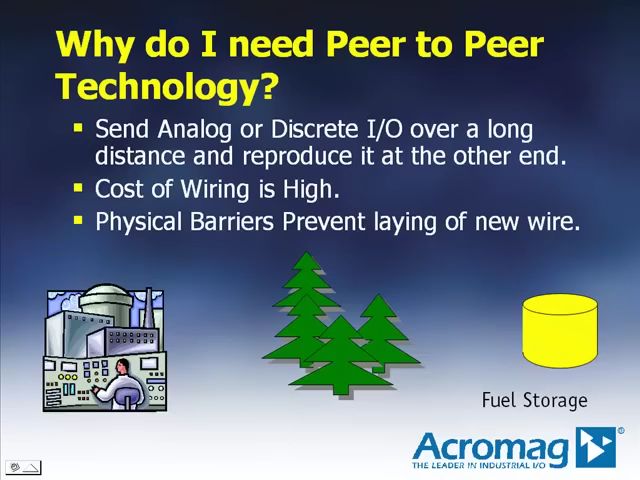 Why do I need Peer to Peer
Technology?
Send Analog or Discrete I/O over a long
distance and reproduce it at the other end.
Cost of Wiring is High.
Physical Barriers Prevent laying of new wire.
Fuel Storage
Acromag®
THE LEADER IN INDUSTRIAL I/O